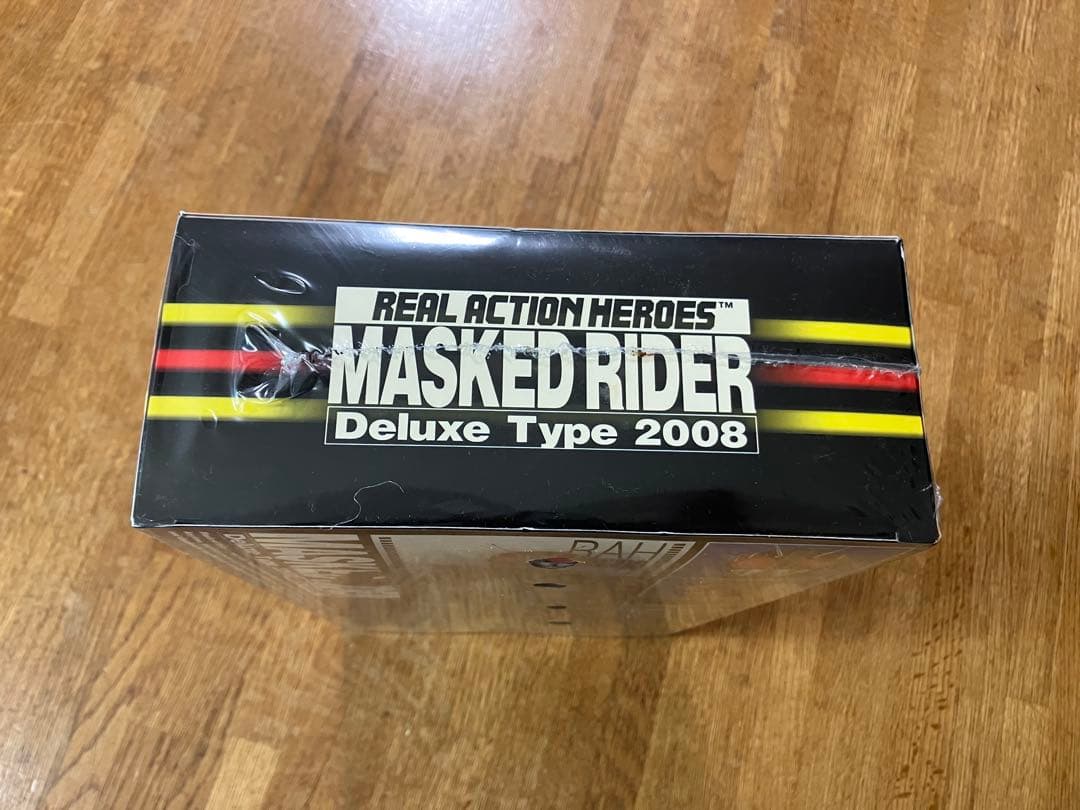 REAL ACTION HEROES™
MASKED RIDER
Deluxe Type 2008
RAH